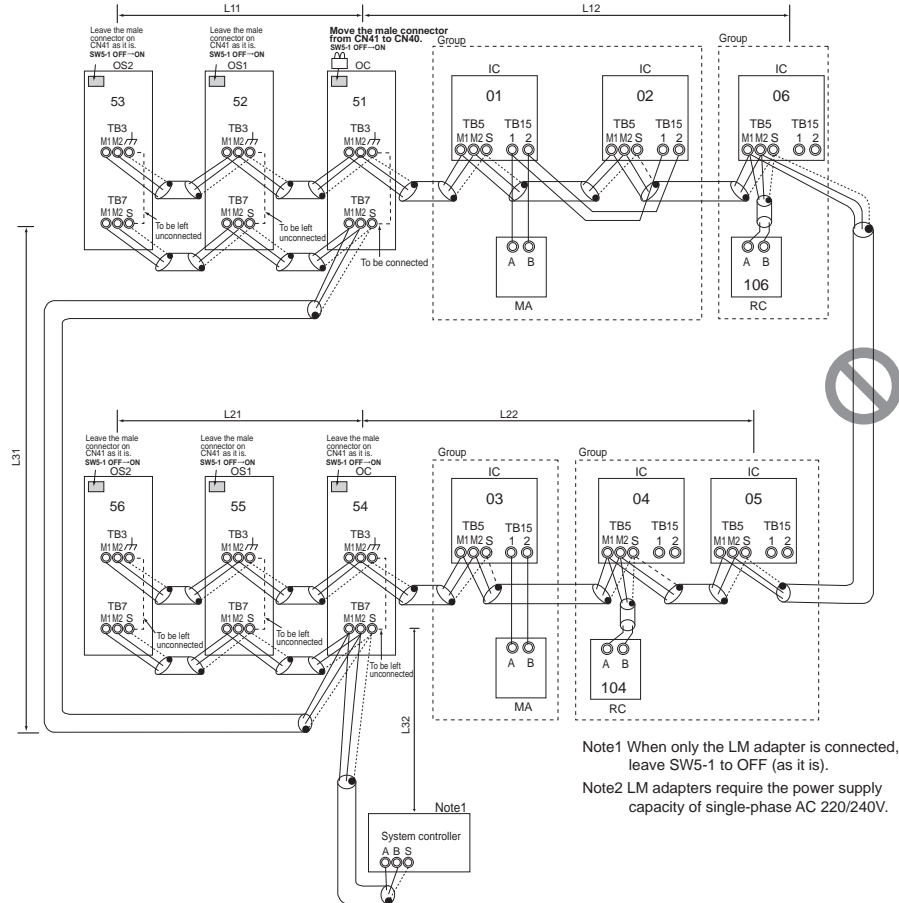 L11
L12
Leave the male
connector on
CN41 as it is.
SW5-1 OFF→ON
OS2
53
TB3
M1 M2
TB7
M1 M2 S
To be left
unconnected
Leave the male
connector on
CN41 as it is.
SW5-1 OFF→ON
OS1
52
TB3
M1 M2
TB7
M1 M2 S
To be left
unconnected
Move the male connector
from CN41 to CN40.
SW5-1 OFF→ON
OC
51
TB3
M1 M2
TB7
M1 M2 S
To be connected
Group
IC
01
TB5
M1 M2 S
TB15
1 2
A B
MA
IC
02
TB5
M1 M2 S
TB15
1 2
Group
IC
06
TB5
M1 M2 S
TB15
1 2
A B
106
RC
L31
L21
L22
Leave the male
connector on
CN41 as it is.
SW5-1 OFF→ON
OS2
56
TB3
M1 M2
TB7
M1 M2 S
To be left
unconnected
Leave the male
connector on
CN41 as it is.
SW5-1 OFF→ON
OS1
55
TB3
M1 M2
TB7
M1 M2 S
To be left
unconnected
Leave the male
connector on
CN41 as it is.
SW5-1 OFF→ON
OC
54
TB3
M1 M2
TB7
M1 M2 S
To be left
unconnected
Group
IC
03
TB5
M1 M2 S
TB15
1 2
A B
MA
Group
IC
04
TB5
M1 M2 S
TB15
1 2
A B
104
RC
IC
05
TB5
M1 M2 S
TB15
1 2
L32
Note1
System controller
A B S
Note1 When only the LM adapter is connected,
leave SW5-1 to OFF (as it is).
Note2 LM adapters require the power supply
capacity of single-phase AC 220/240V.